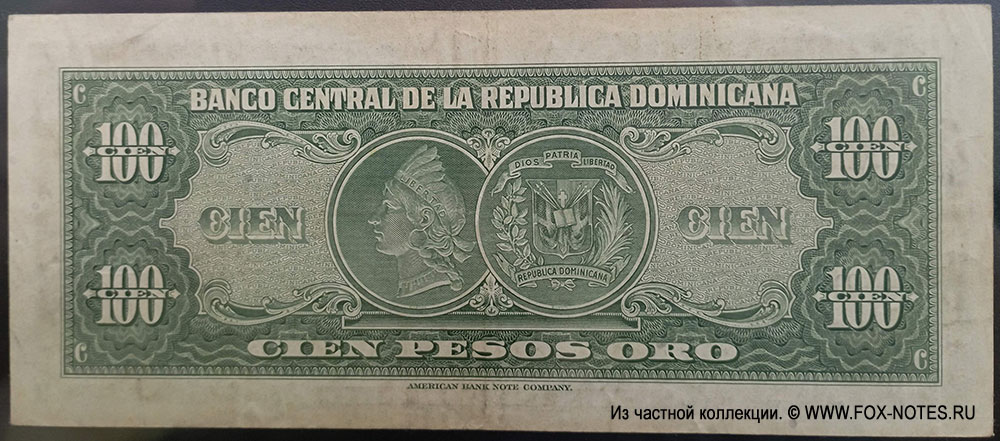 C C
BANCO CENTRAL DE LA REPUBLICA DOMINICANA
100 100
CIEN CIEN
DIOS PATRIA LIBERTAD
LIBERTAD
CIEN CIEN
REPUBLICA DOMINICANA
100 100
CIEN CIEN
C C
CIEN PESOS ORO
AMERICAN BANK NOTE COMPANY.
Из частной коллекции. © WWW.FOX-NOTES.RU